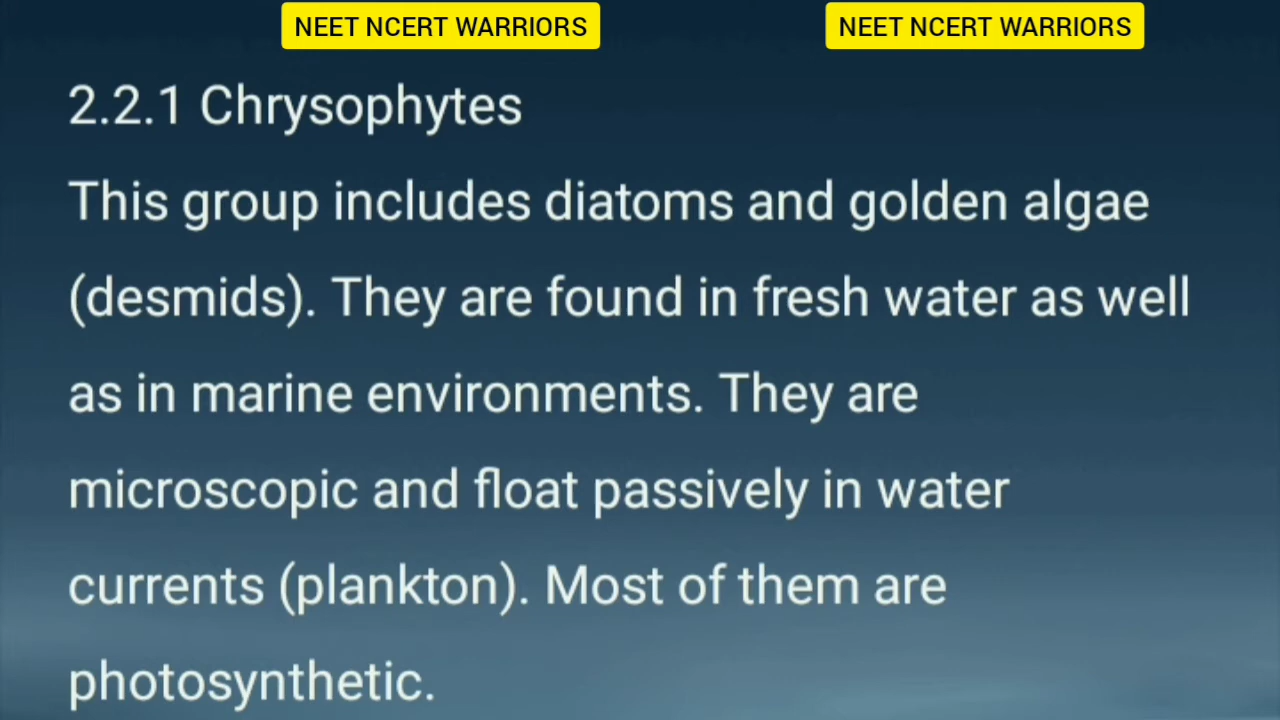 NEET NCERT WARRIORS NEET NCERT WARRIORS
2.2.1 Chrysophytes
This group includes diatoms and golden algae
(desmids). They are found in fresh water as well
as in marine environments. They are
microscopic and float passively in water
currents (plankton). Most of them are
photosynthetic.